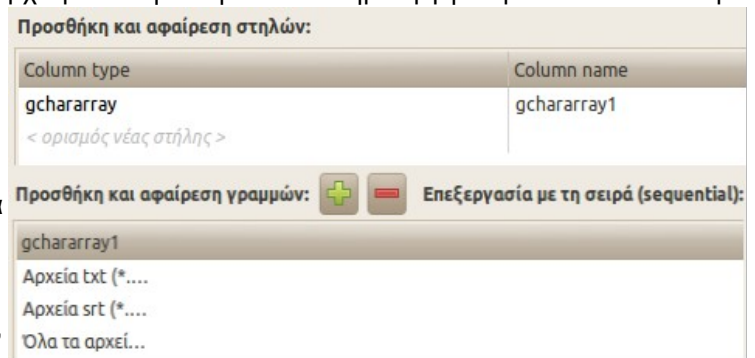 Προσθήκη και αφαίρεση στηλών:
Column type Column name
gchararray gchararray1
< ορισμός νέας στήλης >
Προσθήκη και αφαίρεση γραμμών: Επεξεργασία με τη σειρά (sequential):
gchararray1
Αρχεία txt (*....
Αρχεία srt (*....
Όλα τα αρχεί...